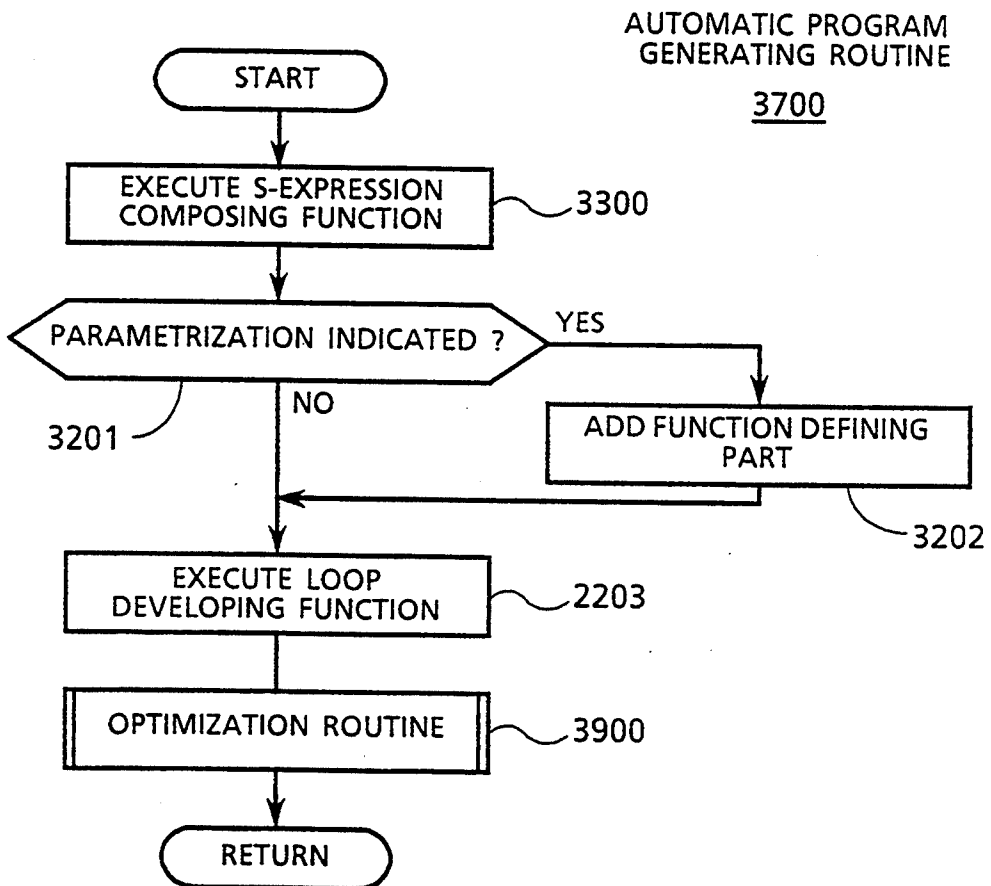 AUTOMATIC PROGRAM
GENERATING ROUTINE
3700
START
EXECUTE S-EXPRESSION
COMPOSING FUNCTION
3300
PARAMETRIZATION INDICATED ?
YES
NO
3201
ADD FUNCTION DEFINING
PART
3202
EXECUTE LOOP
DEVELOPING FUNCTION
2203
OPTIMIZATION ROUTINE
3900
RETURN